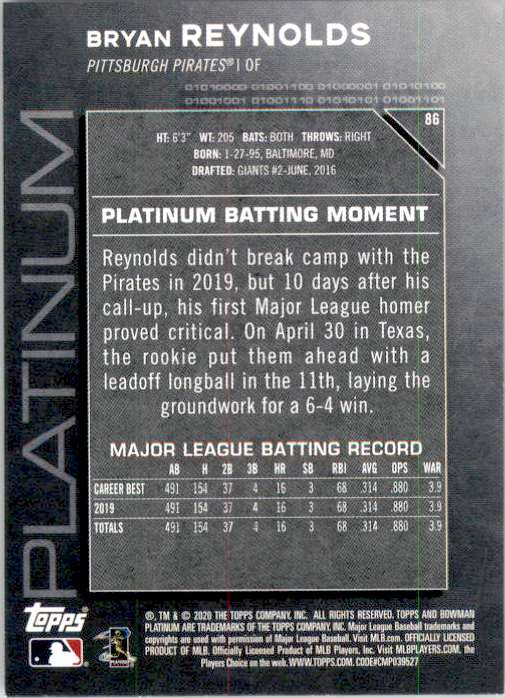 BRYAN REYNOLDS
PITTSBURGH PIRATES® | OF
01010000 01001100 01000001 01010100
01001001 01001110 01010101 01001101
PLATINUM
86
HT: 6'3" WT: 205 BATS: BOTH THROWS: RIGHT
BORN: 1-27-95, BALTIMORE, MD
DRAFTED: GIANTS #2-JUNE, 2016
PLATINUM BATTING MOMENT
Reynolds didn't break camp with the
Pirates in 2019, but 10 days after his
call-up, his first Major League homer
proved critical. On April 30 in Texas,
the rookie put them ahead with a
leadoff longball in the 11th, laying the
groundwork for a 6-4 win.
MAJOR LEAGUE BATTING RECORD
AB H 2B 3B HR SB RBI AVG OPS WAR
CAREER BEST 491 154 37 4 16 3 68 .314 .880 3.9
2019 491 154 37 4 16 3 68 .314 .880 3.9
TOTALS 491 154 37 4 16 3 68 .314 .880 3.9
topps
®, TM & © 2020 THE TOPPS COMPANY, INC. ALL RIGHTS RESERVED. TOPPS AND BOWMAN
PLATINUM ARE TRADEMARKS OF THE TOPPS COMPANY, INC. Major League Baseball trademarks and
copyrights are used with permission of Major League Baseball. Visit MLB.com. OFFICIALLY LICENSED
PRODUCT OF MLB. Officially Licensed Product of MLB Players, Inc. Visit MLBPLAYERS.COM, the
Players Choice on the web. WWW.TOPPS.COM. CODE#CMP039527